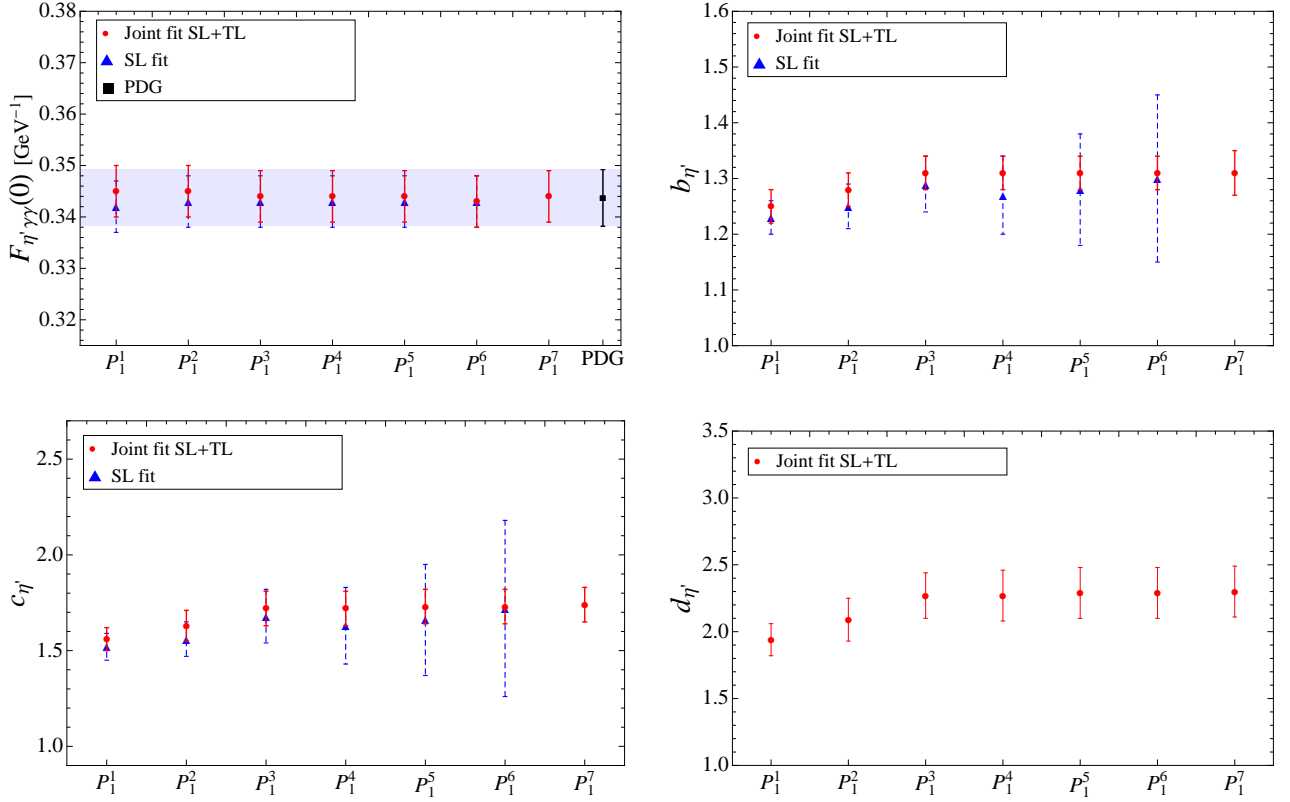 0.38
0.36
0.35
0.34
0.33
0.32
F_{η′γγ}(0) [GeV⁻¹]
Joint fit SL+TL
SL fit
PDG
P_1^1 P_1^2 P_1^3 P_1^4 P_1^5 P_1^6 P_1^7 PDG
1.6
1.5
1.4
1.3
1.2
1.1
1.0
b_{η′}
Joint fit SL+TL
SL fit
P_1^1 P_1^2 P_1^3 P_1^4 P_1^5 P_1^6 P_1^7
2.5
2.0
1.5
1.0
c_{η′}
Joint fit SL+TL
SL fit
P_1^1 P_1^2 P_1^3 P_1^4 P_1^5 P_1^6 P_1^7
3.5
3.0
2.5
2.0
1.5
1.0
d_{η′}
Joint fit SL+TL
P_1^1 P_1^2 P_1^3 P_1^4 P_1^5 P_1^6 P_1^7